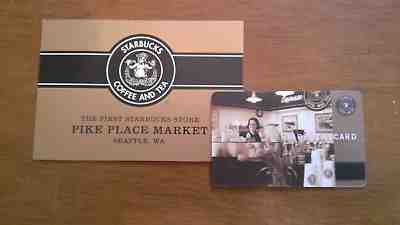 STARBUCKS
COFFEE AND TEA
THE FIRST STARBUCKS STORE
PIKE PLACE MARKET
SEATTLE, WA
CARD